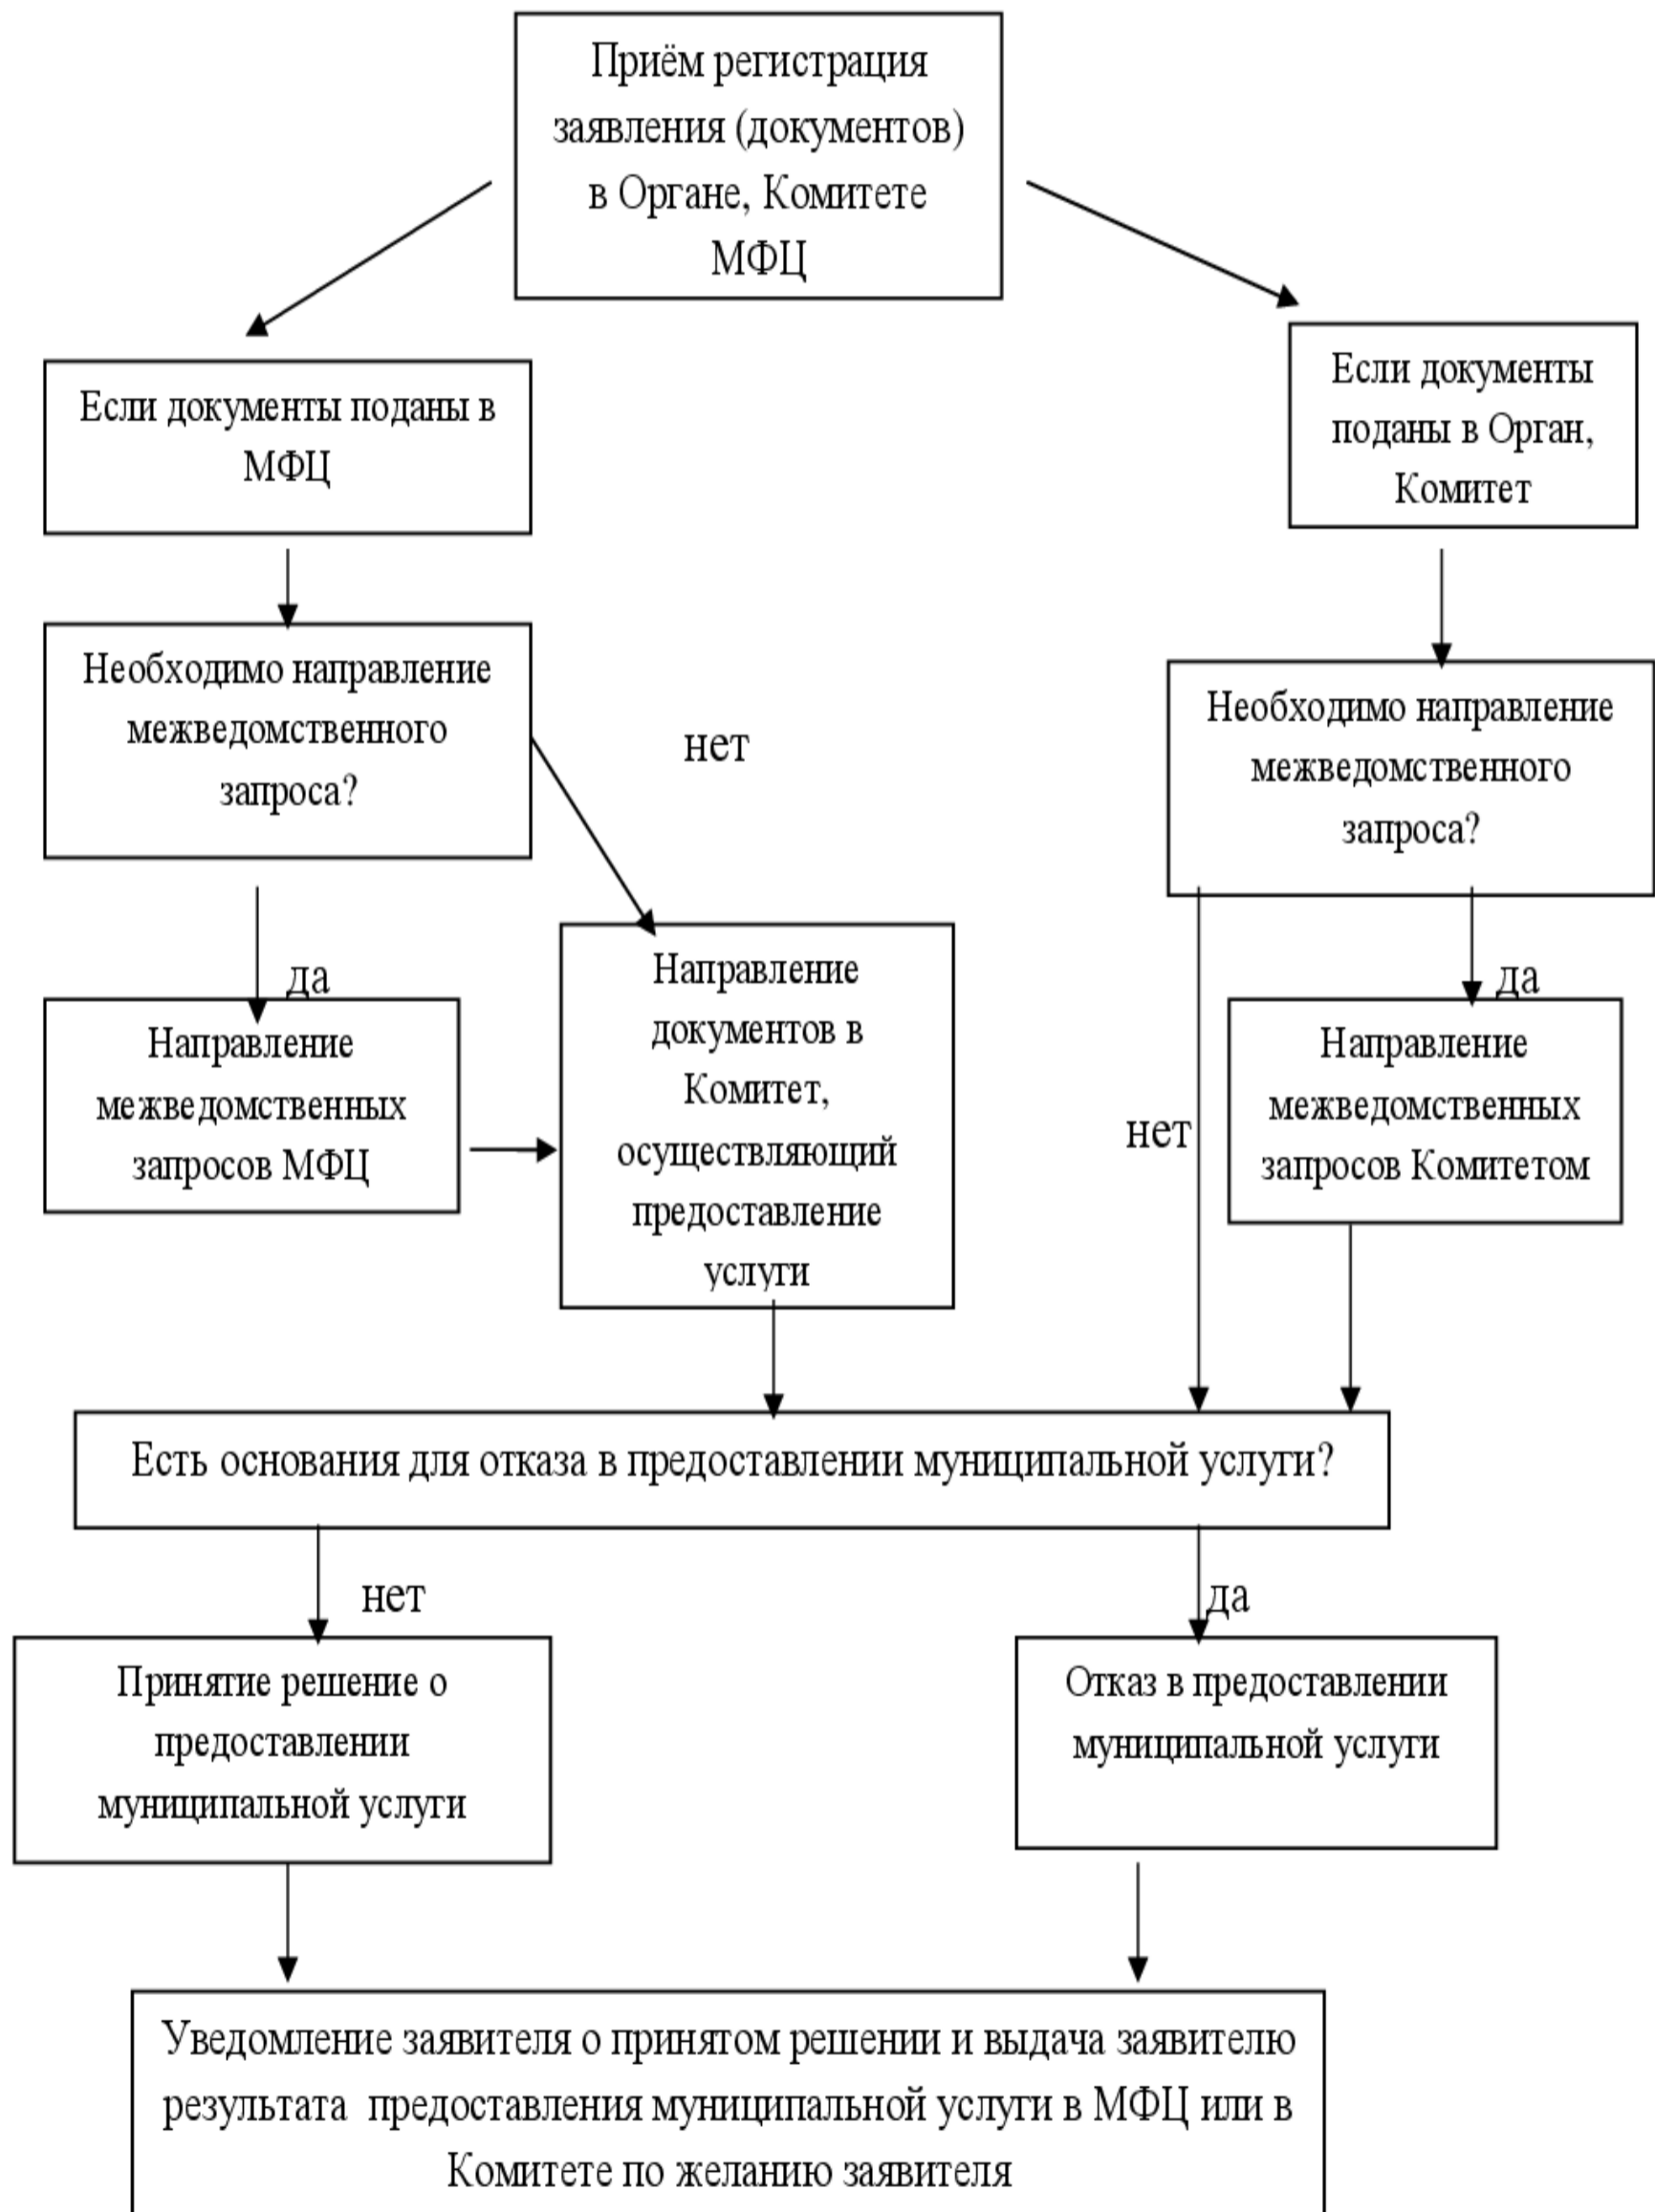 Приём регистрация
заявления (документов)
в Органе, Комитете
МФЦ
Если документы поданы в
МФЦ
Если документы
поданы в Орган,
Комитет
Необходимо направление
межведомственного
запроса?
нет
Необходимо направление
межведомственного
запроса?
да
Направление
межведомственных
запросов МФЦ
Направление
документов в
Комитет,
осуществляющий
предоставление
услуги
нет
да
Направление
межведомственных
запросов Комитетом
Есть основания для отказа в предоставлении муниципальной услуги?
нет
да
Принятие решение о
предоставлении
муниципальной услуги
Отказ в предоставлении
муниципальной услуги
Уведомление заявителя о принятом решении и выдача заявителю
результата  предоставления муниципальной услуги в МФЦ или в
Комитете по желанию заявителя